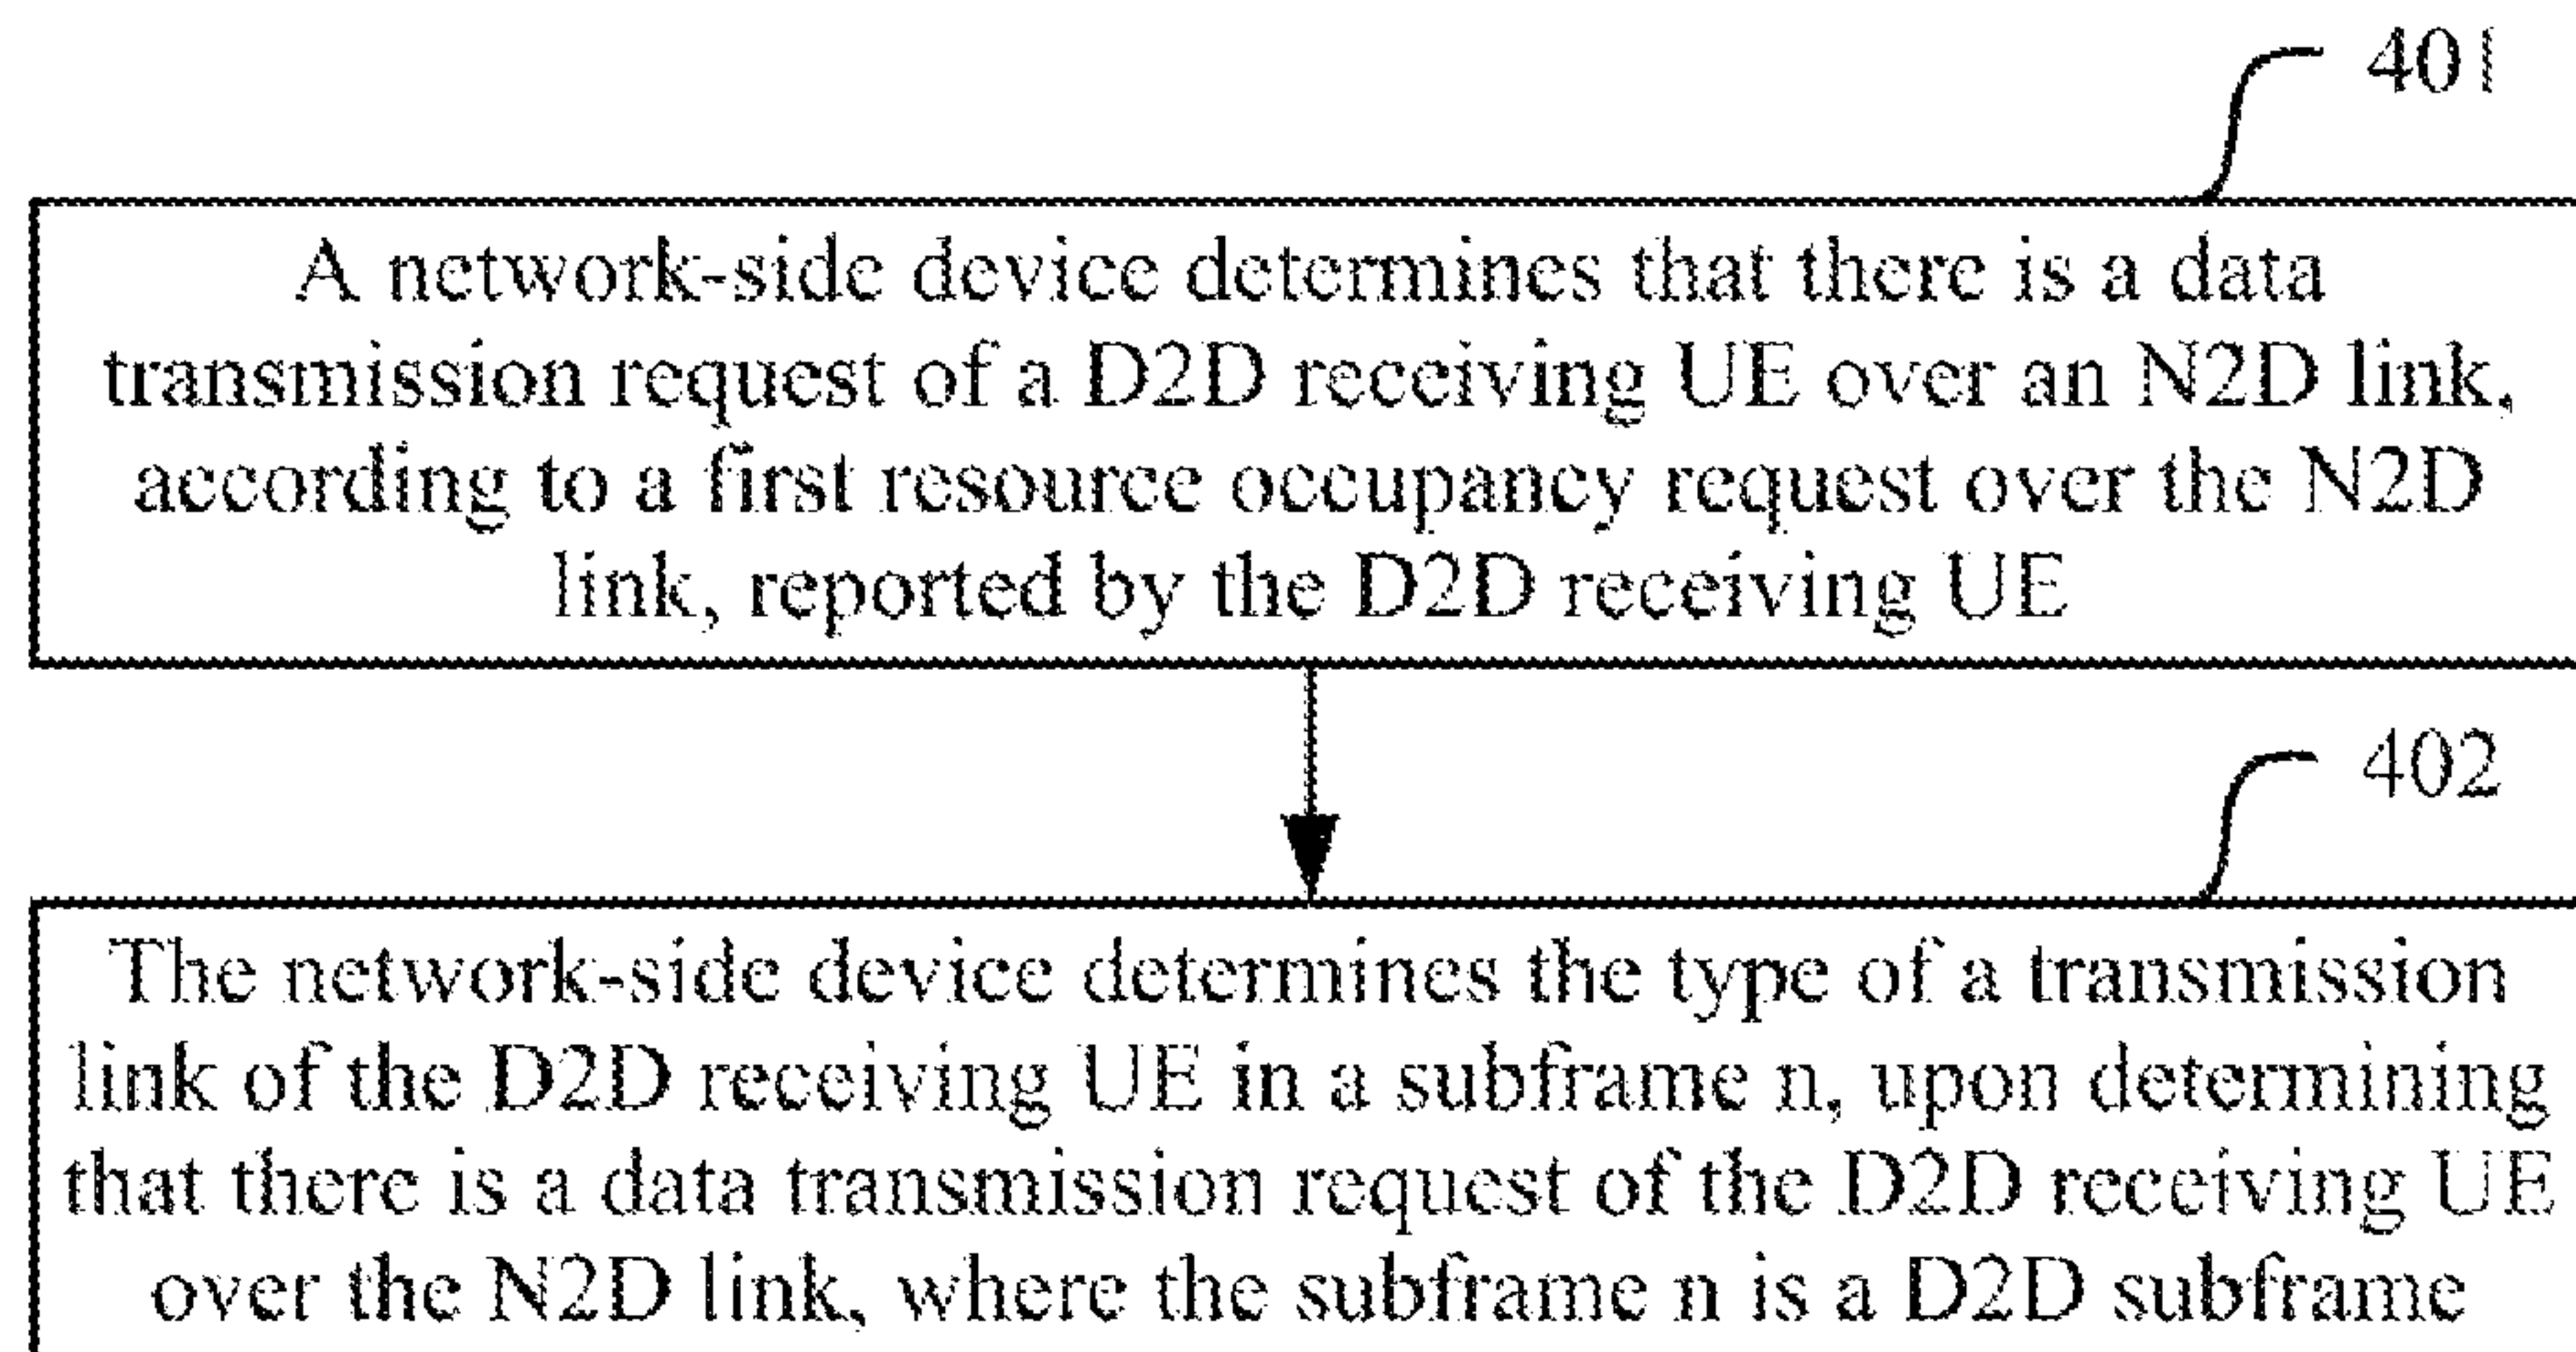 401
A network-side device determines that there is a data
transmission request of a D2D receiving UE over an N2D link,
according to a first resource occupancy request over the N2D
link, reported by the D2D receiving UE
402
The network-side device determines the type of a transmission
link of the D2D receiving UE in a subframe n, upon determining
that there is a data transmission request of the D2D receiving UE
over the N2D link, where the subframe n is a D2D subframe